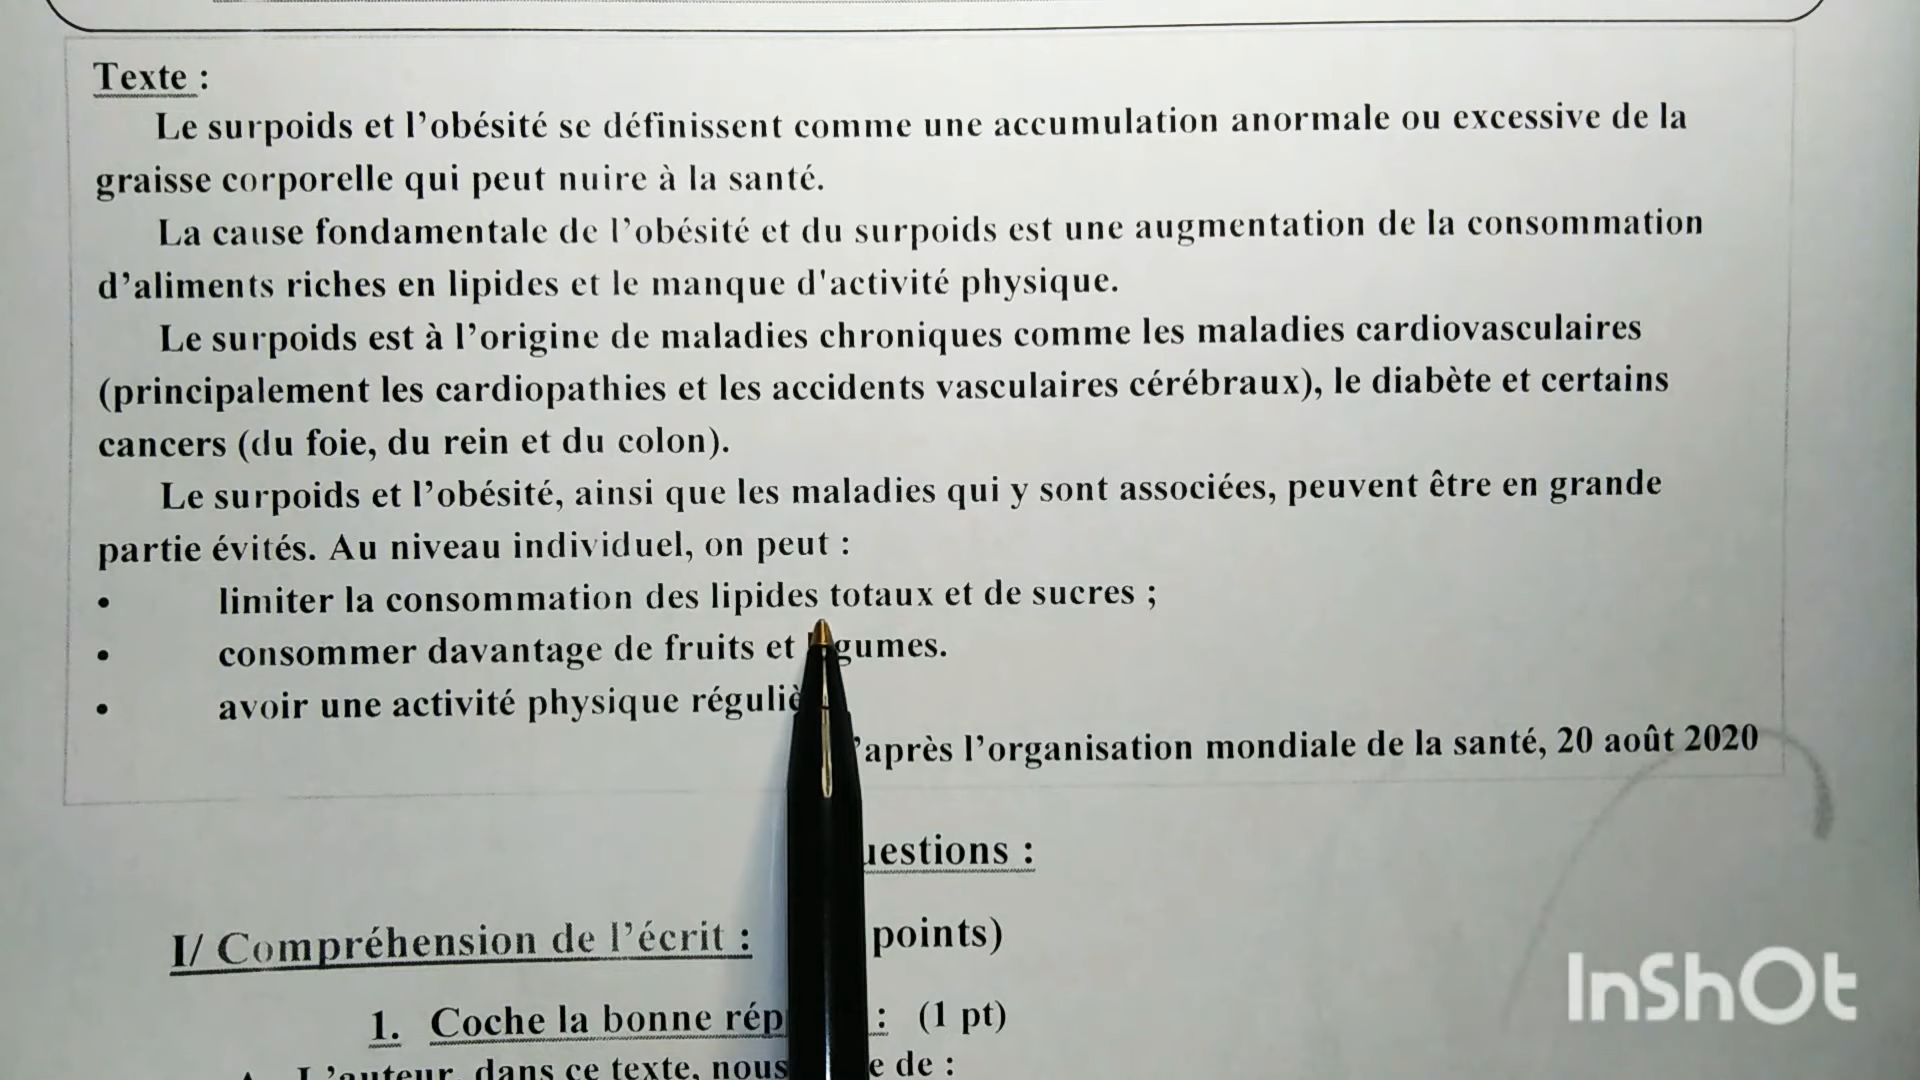 Texte :
Le surpoids et l'obésité se définissent comme une accumulation anormale ou excessive de la
graisse corporelle qui peut nuire à la santé.
La cause fondamentale de l'obésité et du surpoids est une augmentation de la consommation
d'aliments riches en lipides et le manque d'activité physique.
Le surpoids est à l'origine de maladies chroniques comme les maladies cardiovasculaires
(principalement les cardiopathies et les accidents vasculaires cérébraux), le diabète et certains
cancers (du foie, du rein et du colon).
Le surpoids et l'obésité, ainsi que les maladies qui y sont associées, peuvent être en grande
partie évités. Au niveau individuel, on peut :
• limiter la consommation des lipides totaux et de sucres ;
• consommer davantage de fruits et gumes.
• avoir une activité physique réguliè
'après l'organisation mondiale de la santé, 20 août 2020
uestions :
I/ Compréhension de l'écrit : points)
1. Coche la bonne rép : (1 pt)
L'auteur, dans ce texte, nous e de :
InShOt